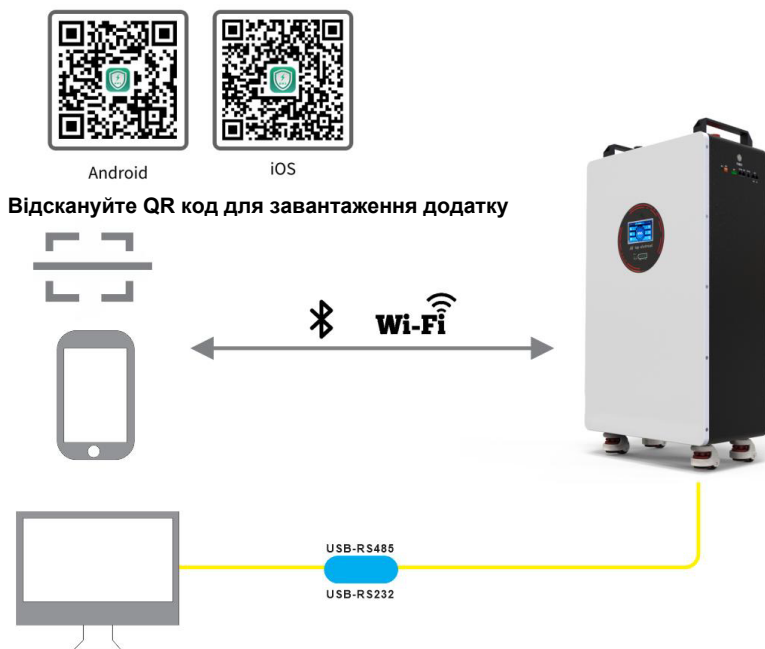 Android
iOS
Відскануйте QR код для завантаження додатку
Wi-Fi
USB-RS485
USB-RS232